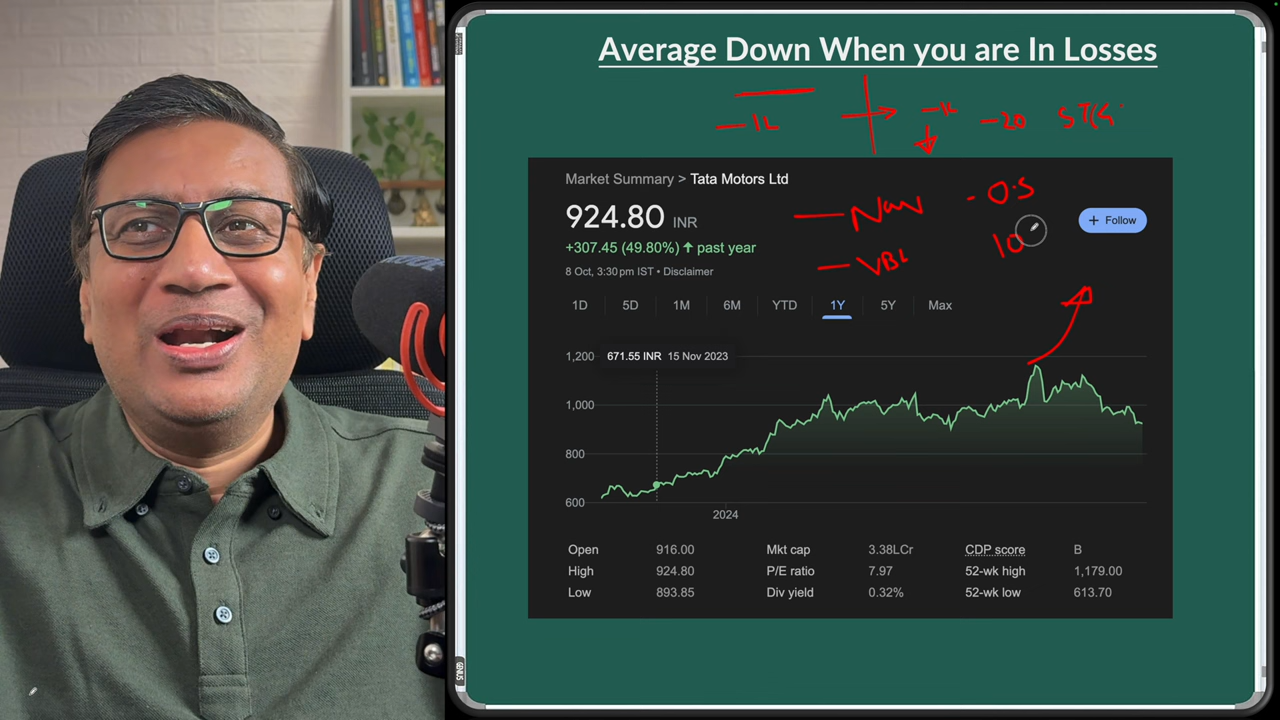 Average Down When you are In Losses
-1L
-1L
-20
Market Summary > Tata Motors Ltd
924.80 INR
Nav - 0.5
+ Follow
+307.45 (49.80%) ↑ past year
VBL
10
8 Oct, 3:30 pm IST • Disclaimer
1D 5D 1M 6M YTD 1Y 5Y Max
671.55 INR 15 Nov 2023
1,200
1,000
800
600
2024
Open 916.00 Mkt cap 3.38LCr CDP score B
High 924.80 P/E ratio 7.97 52-wk high 1,179.00
Low 893.85 Div yield 0.32% 52-wk low 613.70
GENIUS